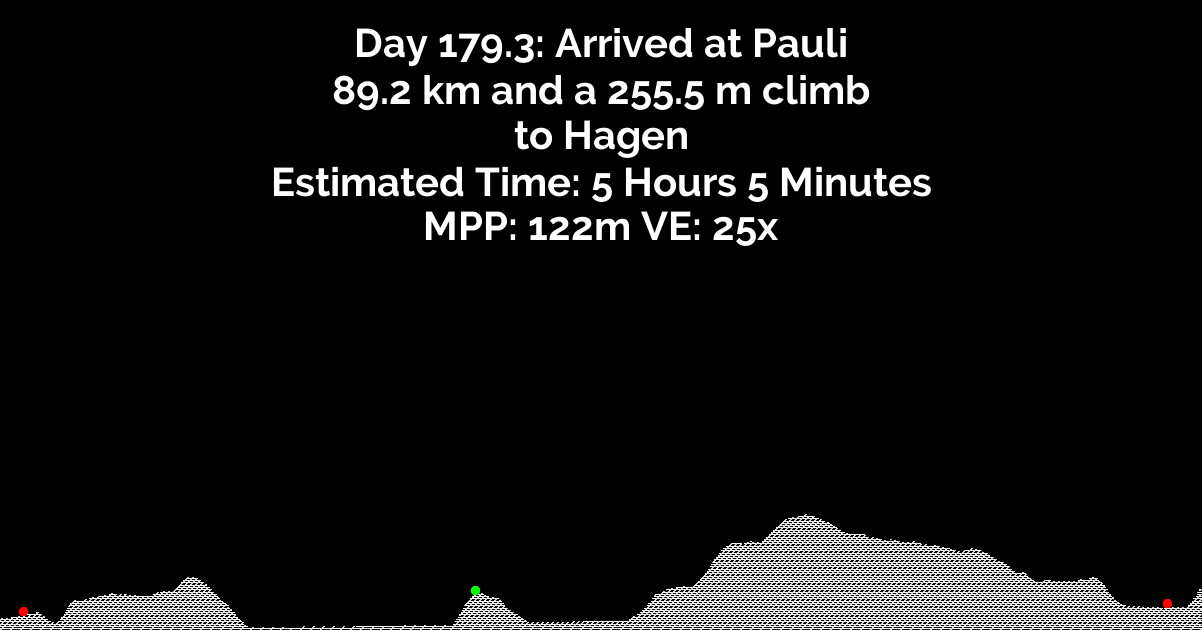 Day 179.3: Arrived at Pauli
89.2 km and a 255.5 m climb
to Hagen
Estimated Time: 5 Hours 5 Minutes
MPP: 122m VE: 25x